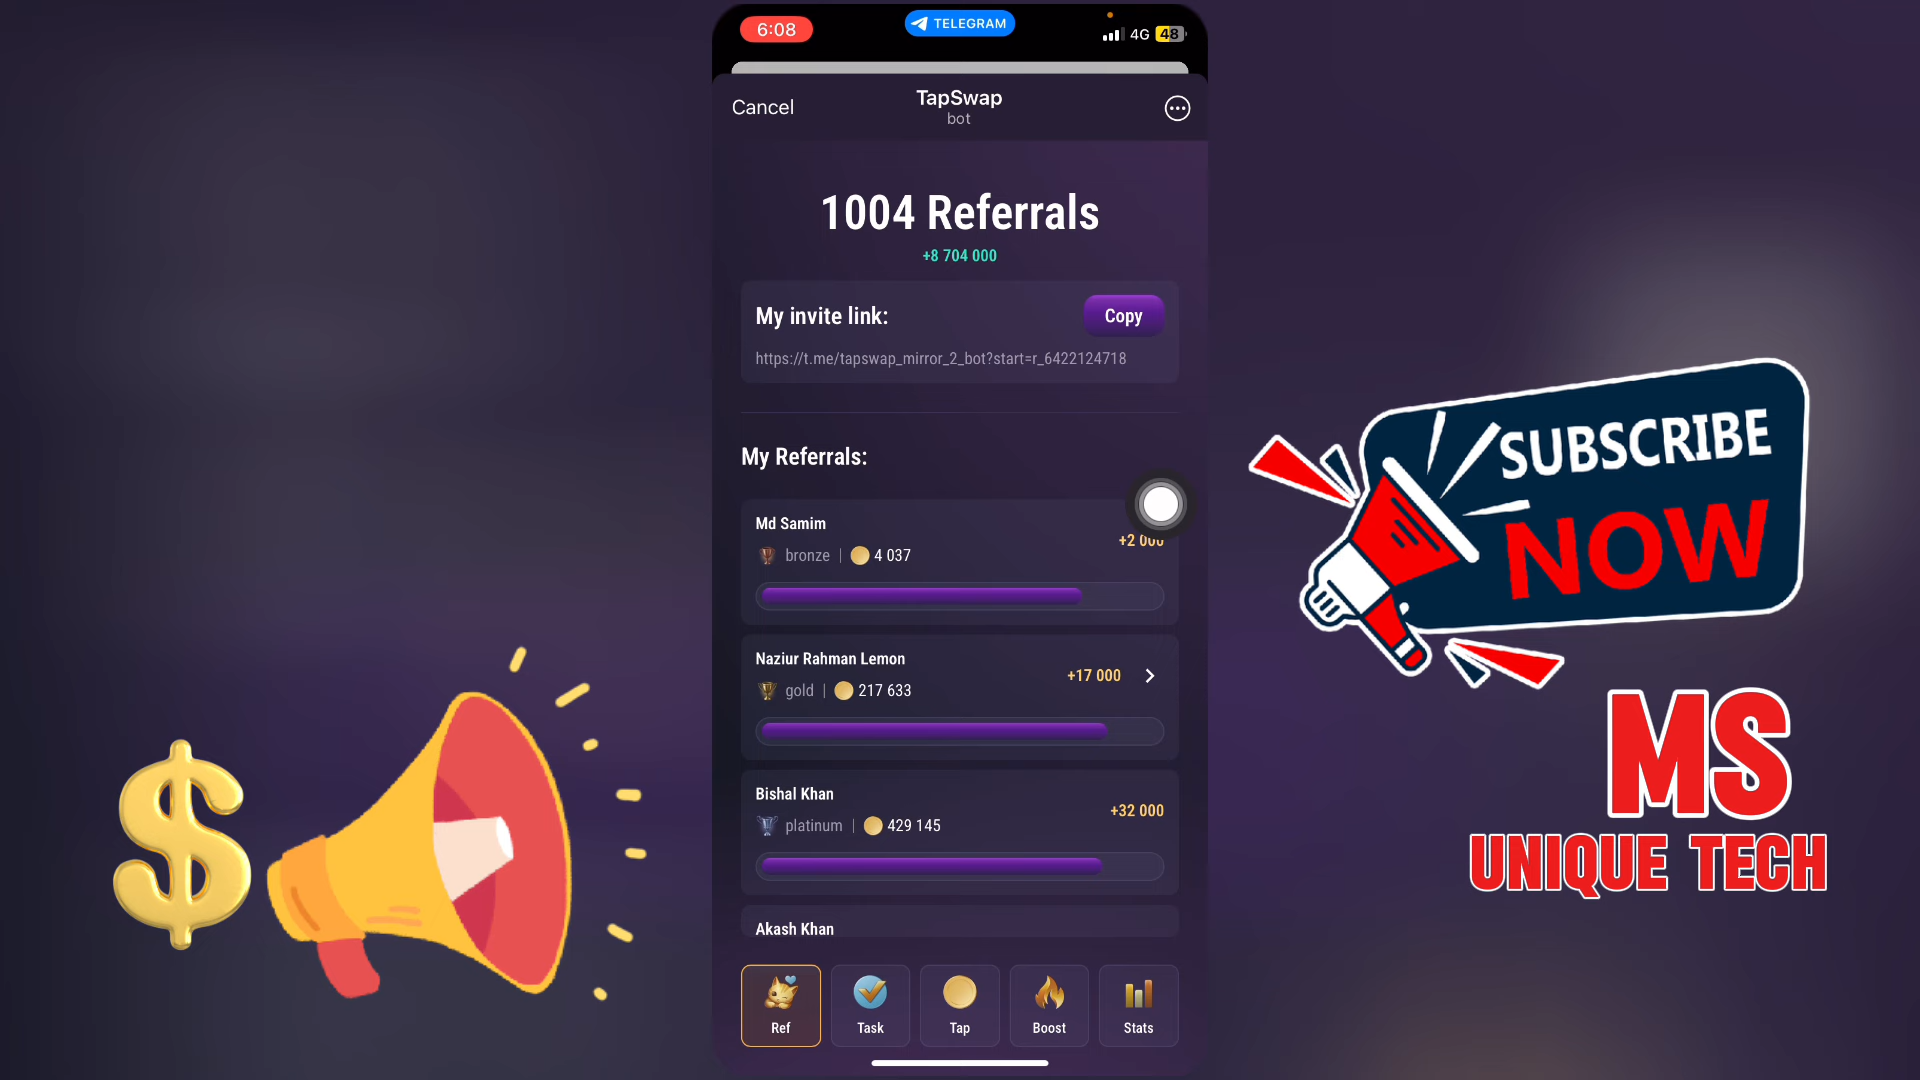 6:08
TELEGRAM
4G 48
Cancel
TapSwap
bot
1004 Referrals
+8 704 000
My invite link:
Copy
https://t.me/tapswap_mirror_2_bot?start=r_6422124718
My Referrals:
Md Samim
bronze | 4 037
+2 000
Naziur Rahman Lemon
gold | 217 633
+17 000
Bishal Khan
platinum | 429 145
+32 000
Akash Khan
Ref
Task
Tap
Boost
Stats
SUBSCRIBE
NOW
MS
UNIQUE TECH